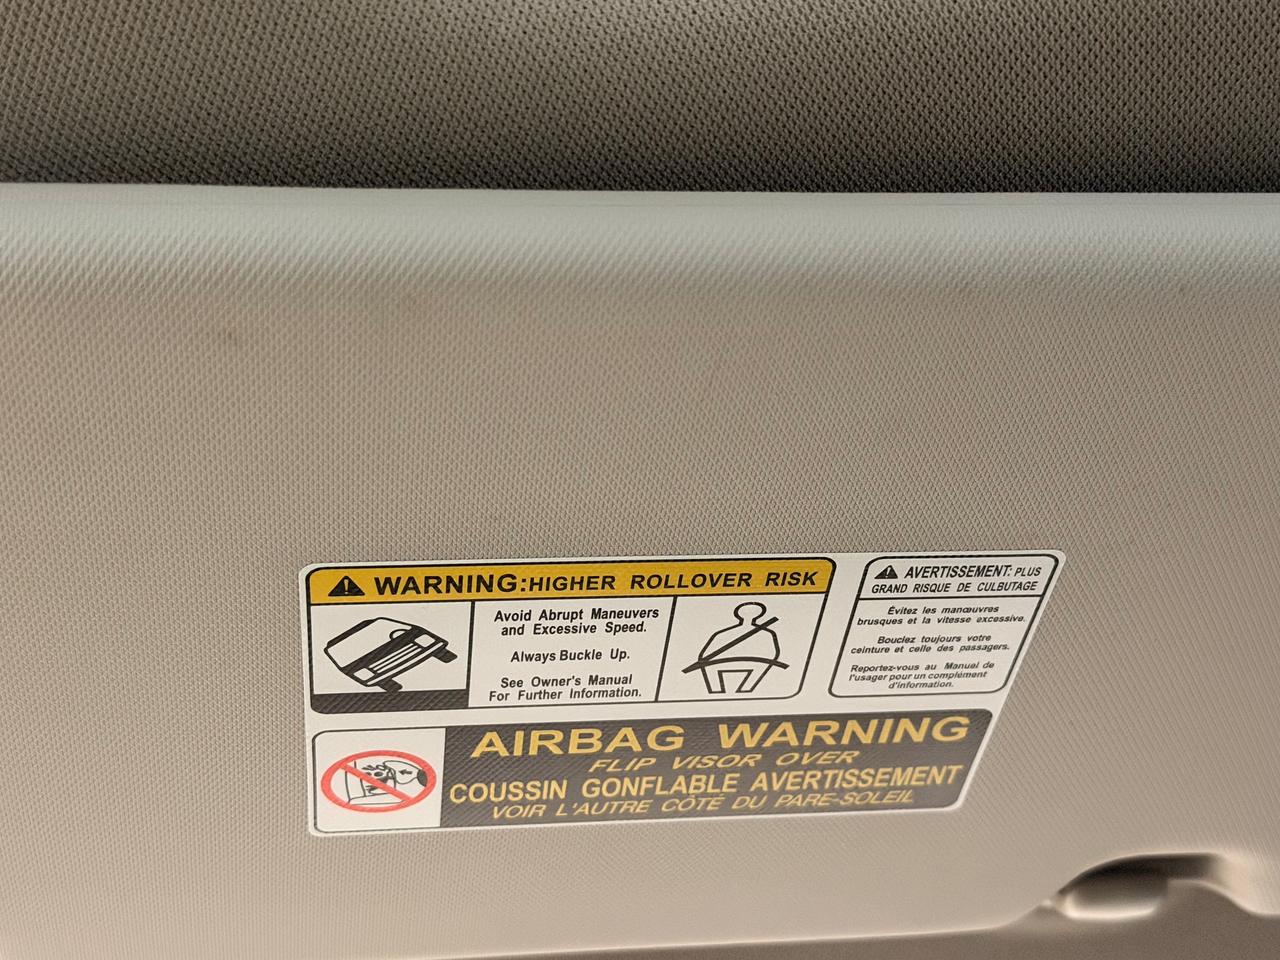 WARNING:HIGHER ROLLOVER RISK
Avoid Abrupt Maneuvers
and Excessive Speed.
Always Buckle Up.
See Owner's Manual
For Further Information.
AVERTISSEMENT: PLUS
GRAND RISQUE DE CULBUTAGE
Évitez les manœuvres
brusques et la vitesse excessive.
Bouclez toujours votre
ceinture et celle des passagers.
Reportez-vous au Manuel de
l'usager pour un complément
d'information.
AIRBAG WARNING
FLIP VISOR OVER
COUSSIN GONFLABLE AVERTISSEMENT
VOIR L'AUTRE CÔTÉ DU PARE-SOLEIL